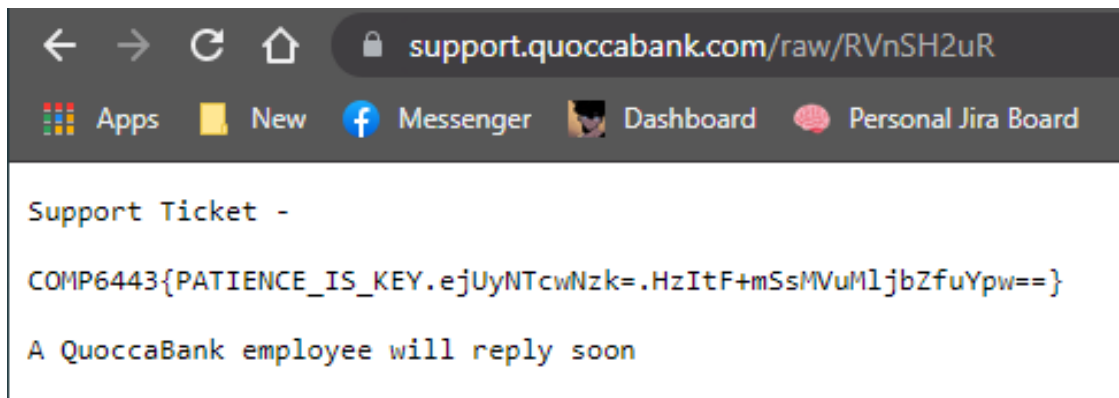 support.quoccabank.com/raw/RVnSH2uR
Apps New Messenger Dashboard Personal Jira Board
Support Ticket -
COMP6443{PATIENCE_IS_KEY.ejUyNTcwNzk=.HzItF+mSsMVuMljbZfuYpw==}
A QuoccaBank employee will reply soon